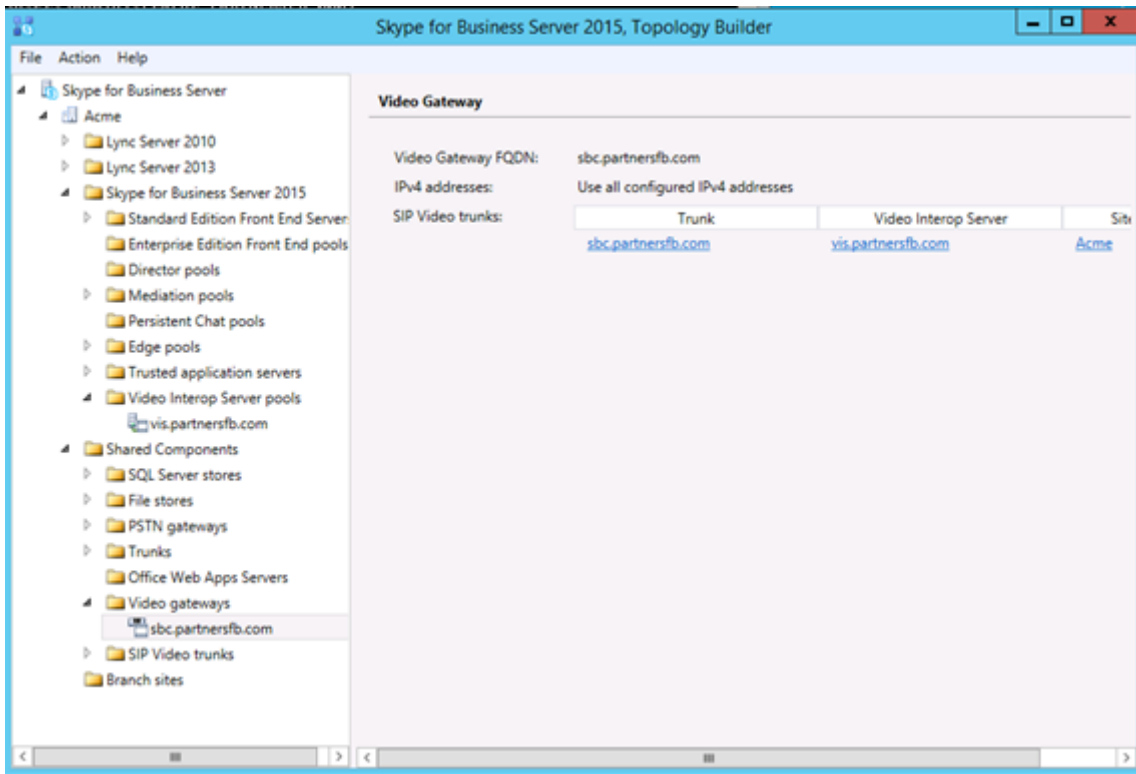 Skype for Business Server 2015, Topology Builder
File Action Help
Skype for Business Server
Acme
Lync Server 2010
Lync Server 2013
Skype for Business Server 2015
Standard Edition Front End Server
Enterprise Edition Front End pools
Director pools
Mediation pools
Persistent Chat pools
Edge pools
Trusted application servers
Video Interop Server pools
vis.partnersfb.com
Shared Components
SQL Server stores
File stores
PSTN gateways
Trunks
Office Web Apps Servers
Video gateways
sbc.partnersfb.com
SIP Video trunks
Branch sites
Video Gateway
Video Gateway FQDN: sbc.partnersfb.com
IPv4 addresses: Use all configured IPv4 addresses
SIP Video trunks:
Trunk Video Interop Server
sbc.partnersfb.com vis.partnersfb.com Acme